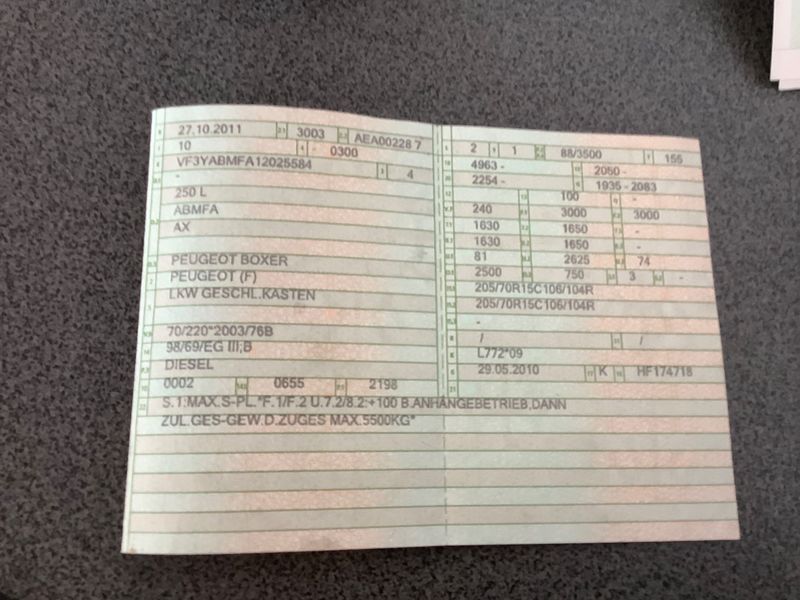 27.10.2011 3003 AEA00228 7
10 - 0300
VF3YABMFA12025584 4
-
250 L
ABMFA
AX
PEUGEOT BOXER
PEUGEOT (F)
LKW GESCHL.KASTEN
70/220*2003/76B
98/69/EG III;B
DIESEL
0002 0655 2198
2 1 88/3500 155
4963 - 2050 -
2254 - 1935 - 2083
100 -
240 3000 3000
1630 1650 -
1630 1650 -
81 2625 74
2500 750 3 -
205/70R15C106/104R
205/70R15C106/104R
-
/ /
L772*09
29.05.2010 K HF174718
S.1:MAX.S-PL.*F.1/F.2 U.7.2/8.2:+100 B.ANHÄNGEBETRIEB,DANN
ZUL.GES-GEW.D.ZUGES MAX.5500KG*